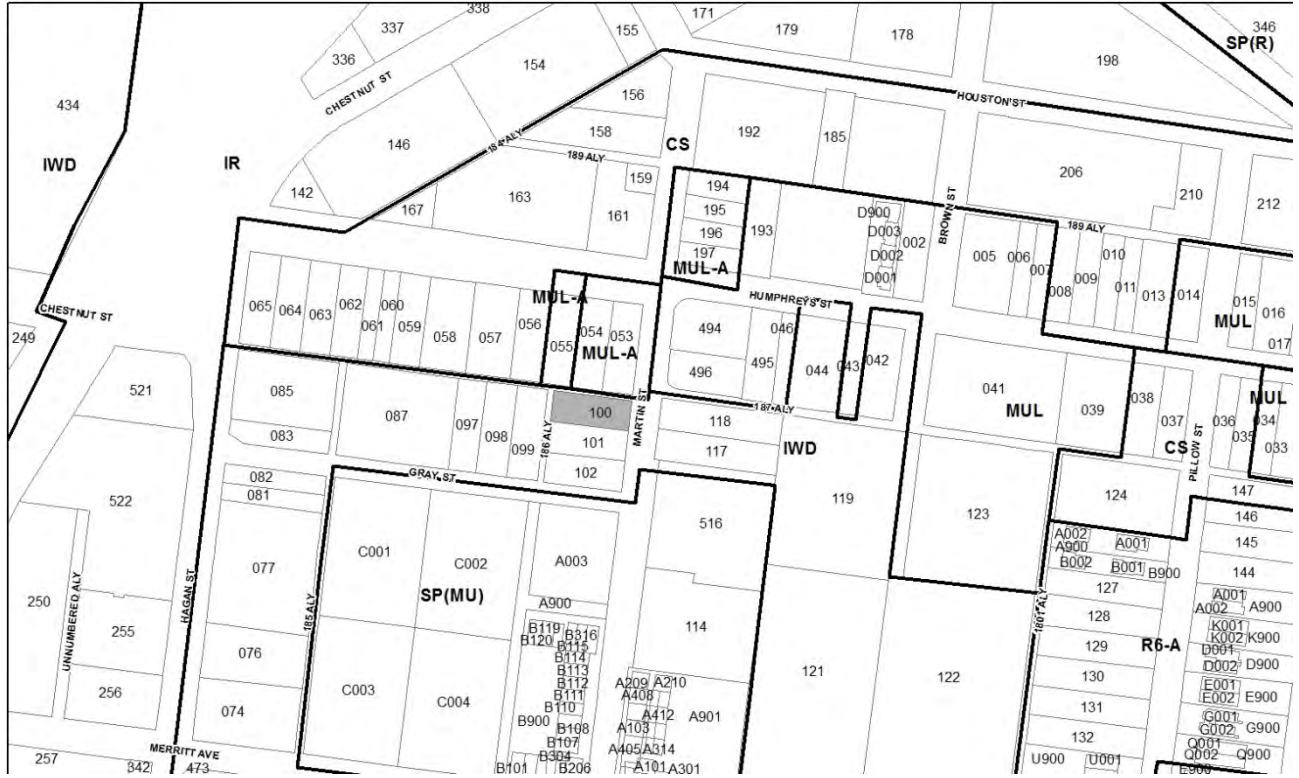 338
337
171
155
346
336
179
178
SP(R)
154
198
CHESTNUT ST
434
156
HOUSTON ST
192
185
158
146
184 ALY
CS
IWD
IR
189 ALY
206
194
159
142
163
210
212
195
D900
167
161
193
BROWN ST
196
D003
189 ALY
002
197
D002
010
005
006
007
MUL-A
D001
009
008
011
013
014
MUL-A
HUMPHREYS ST
015
065
064
063
062
060
061
059
058
057
056
054
053
055
494
046
MUL
016
CHESTNUT ST
249
MUL-A
496
495
044
043
042
017
041
039
038
MUL
521
085
100
187 ALY
MUL
087
118
037
036
034
035
033
083
097
098
099
186 ALY
101
MARTIN ST
117
IWD
CS
PILLOW ST
GRAY ST
102
082
119
124
147
081
123
522
516
146
C001
C002
A003
A002
A001
145
A900
B002
B001
B900
077
144
127
A001
250
SP(MU)
A900
A002
A900
UNNUMBERED ALY
HAGAN ST
185 ALY
128
1801 ALY
K001
B119
B316
114
K002
K900
255
B120
B115
129
R6-A
D001
B114
D002
D900
076
B113
121
122
130
A209
A210
B112
E001
256
C003
C004
A408
B111
E002
E900
131
B110
A412
A901
074
B900
B108
A103
G001
G002
G900
132
B107
A405
A314
Q001
MERRITT AVE
257
B304
Q002
Q900
342
473
B101
B206
A101
A301
U900
U001
E900